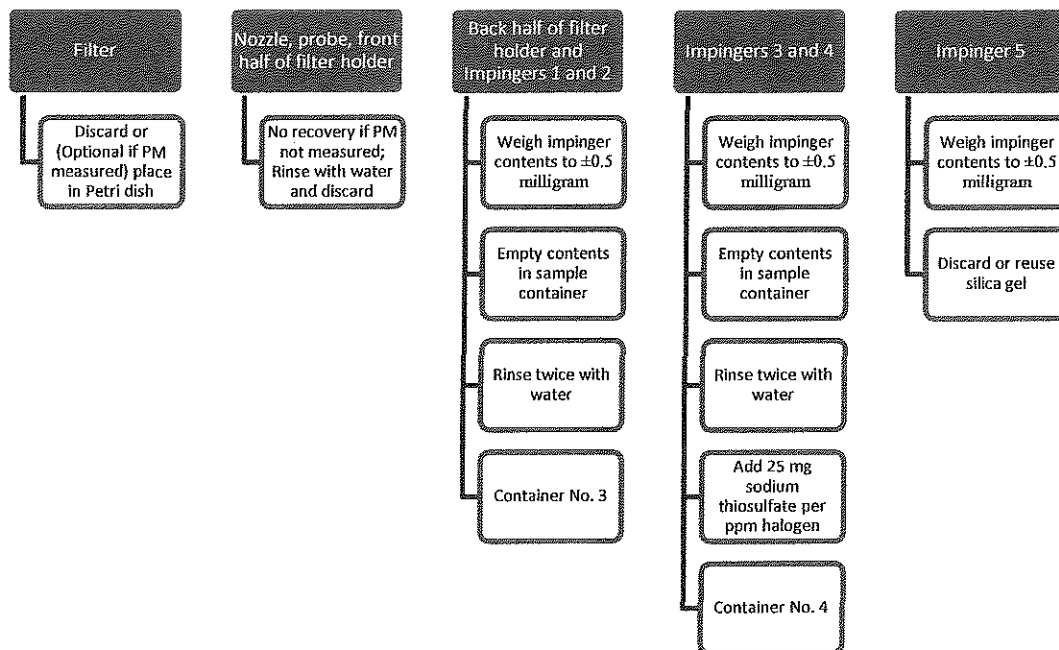 Filter
Discard or
(Optional if PM
measured) place
in Petri dish
Nozzle, probe, front
half of filter holder
No recovery if PM
not measured;
Rinse with water
and discard
Back half of filter
holder and
Impingers 1 and 2
Weigh impinger
contents to ±0.5
milligram
Empty contents
in sample
container
Rinse twice with
water
Container No. 3
Impingers 3 and 4
Weigh impinger
contents to ±0.5
milligram
Empty contents
in sample
container
Rinse twice with
water
Add 25 mg
sodium
thiosulfate per
ppm halogen
Container No. 4
Impinger 5
Weigh impinger
contents to ±0.5
milligram
Discard or reuse
silica gel